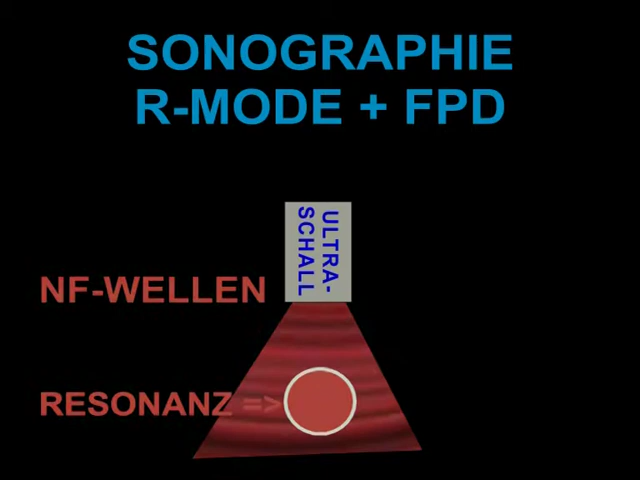 SONOGRAPHIE
R-MODE + FPD
ULTRA-
SCHALL
NF-WELLEN
RESONANZ =>